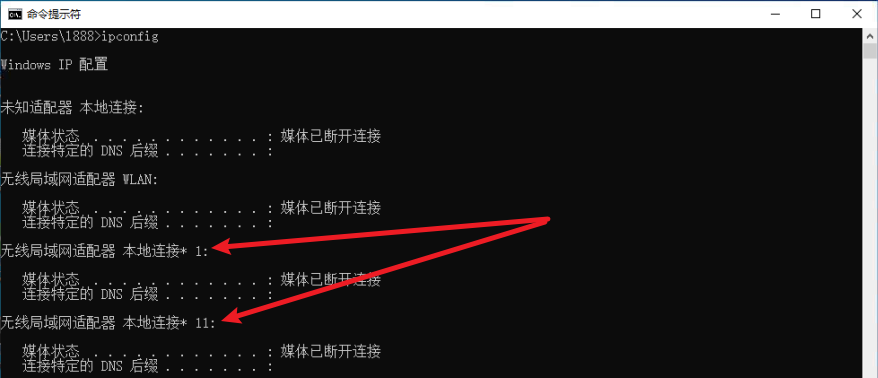 命令提示符
C:\Users\1888>ipconfig
Windows IP 配置
未知适配器 本地连接:
媒体状态 . . . . . . . . . . . . : 媒体已断开连接
连接特定的 DNS 后缀 . . . . . . . :
无线局域网适配器 WLAN:
媒体状态 . . . . . . . . . . . . : 媒体已断开连接
连接特定的 DNS 后缀 . . . . . . . :
无线局域网适配器 本地连接* 1:
媒体状态 . . . . . . . . . . . . : 媒体已断开连接
连接特定的 DNS 后缀 . . . . . . . :
无线局域网适配器 本地连接* 11:
媒体状态 . . . . . . . . . . . . : 媒体已断开连接
连接特定的 DNS 后缀 . . . . . . . :